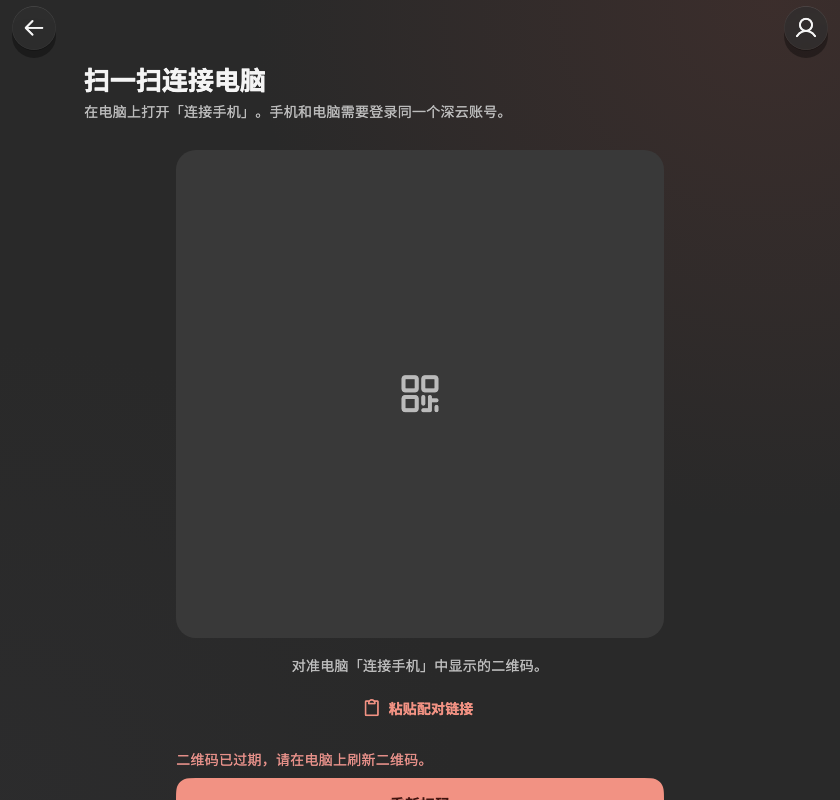 扫一扫连接电脑
在电脑上打开「连接手机」。手机和电脑需要登录同一个深云账号。
对准电脑「连接手机」中显示的二维码。
粘贴配对链接
二维码已过期，请在电脑上刷新二维码。